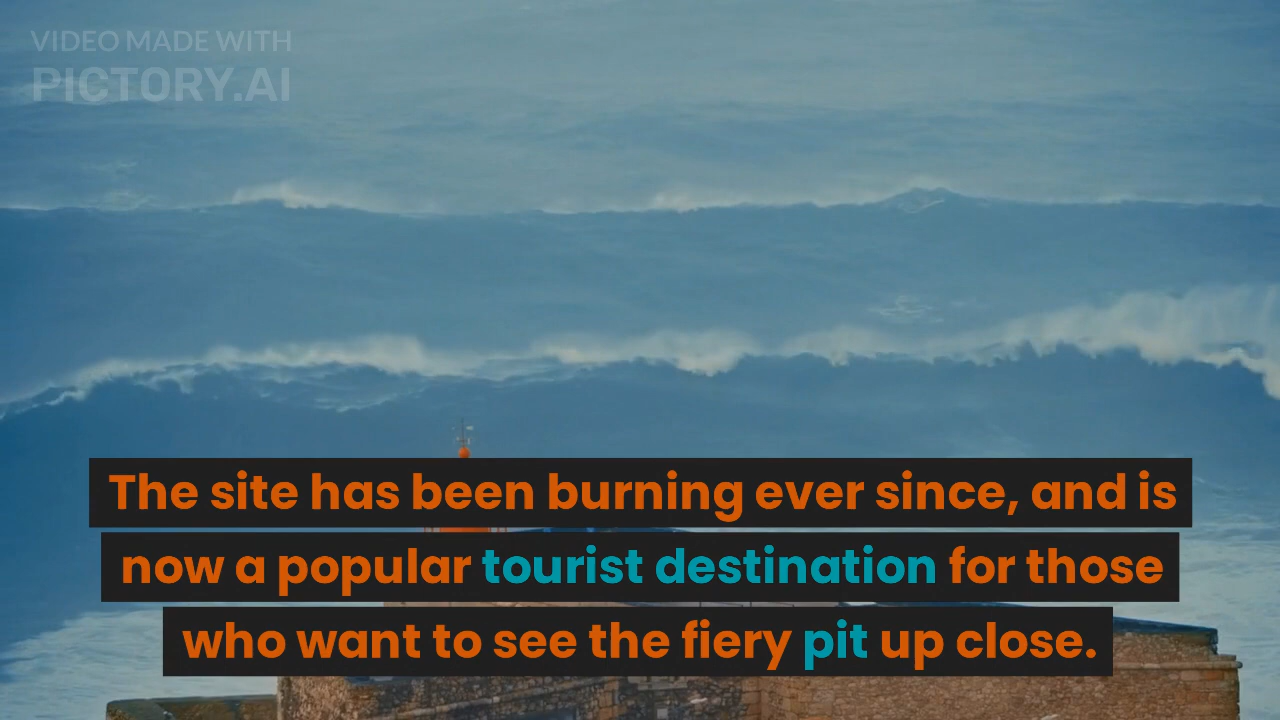 VIDEO MADE WITH
PICTORY.AI
The site has been burning ever since, and is
now a popular tourist destination for those
who want to see the fiery pit up close.